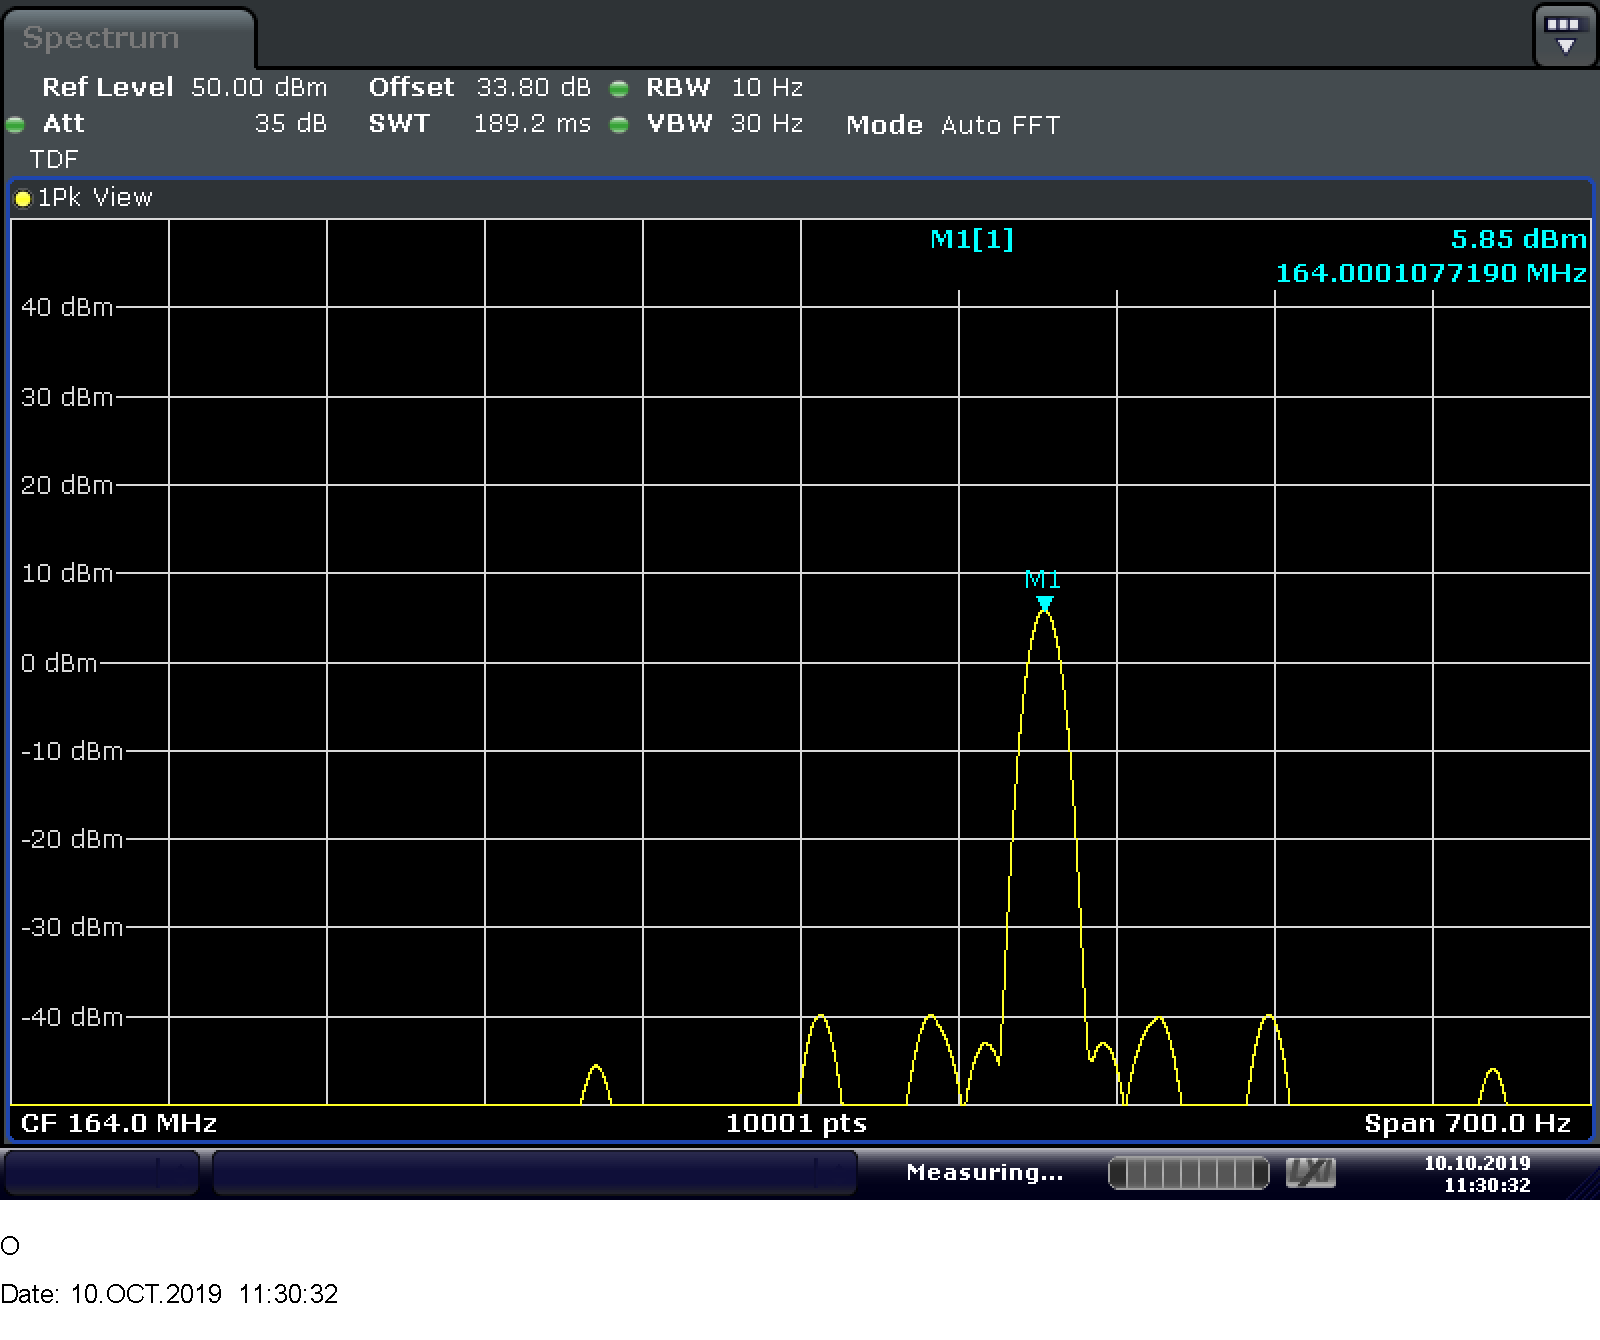 Spectrum
Ref Level 50.00 dBm Offset 33.80 dB RBW 10 Hz
Att 35 dB SWT 189.2 ms VBW 30 Hz Mode Auto FFT
TDF
1Pk View
M1[1] 5.85 dBm
164.0001077190 MHz
40 dBm
30 dBm
20 dBm
10 dBm
M1
0 dBm
-10 dBm
-20 dBm
-30 dBm
-40 dBm
CF 164.0 MHz 10001 pts Span 700.0 Hz
Measuring... LXI 10.10.2019
11:30:32
O
Date: 10.OCT.2019 11:30:32